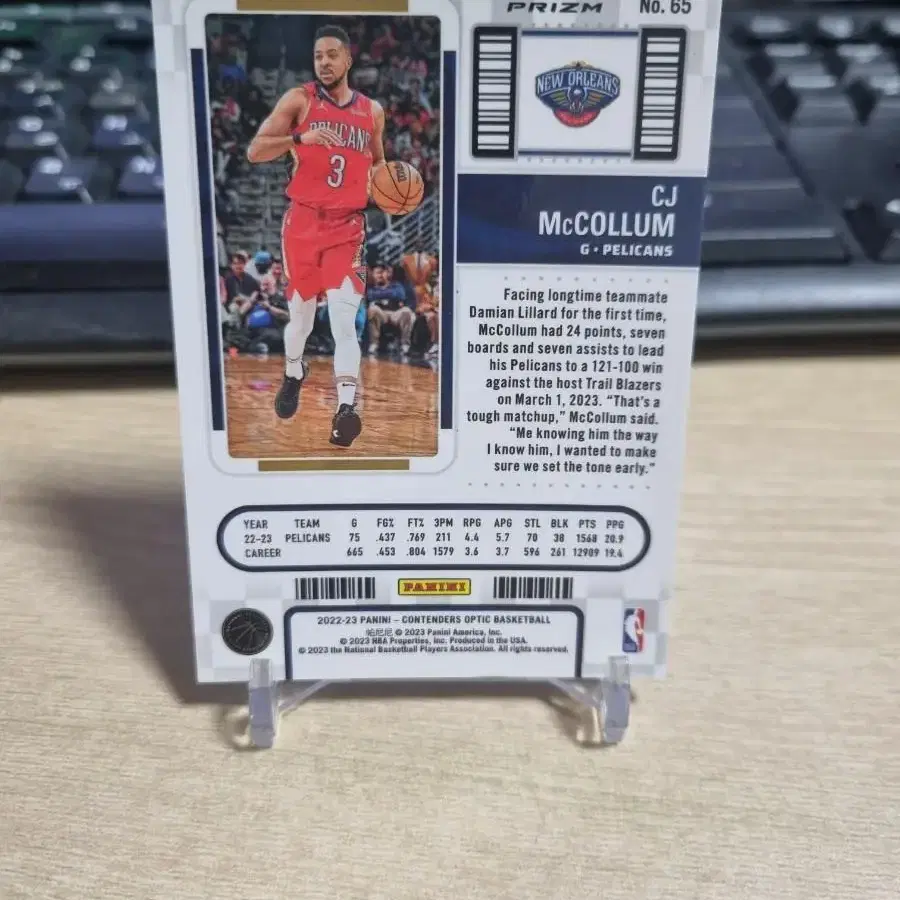 PRIZM
No. 65
PELICANS
3
NEW ORLEANS
CJ
McCOLLUM
G • PELICANS
Facing longtime teammate
Damian Lillard for the first time,
McCollum had 24 points, seven
boards and seven assists to lead
his Pelicans to a 121-100 win
against the host Trail Blazers
on March 1, 2023. “That’s a
tough matchup,” McCollum said.
“Me knowing him the way
I know him, I wanted to make
sure we set the tone early.”
YEAR TEAM G FG% FT% 3PM RPG APG STL BLK PTS PPG
22-23 PELICANS 75 .437 .769 211 4.4 5.7 70 38 1568 20.9
CAREER 665 .453 .804 1579 3.6 3.7 596 261 12909 19.4
PANINI
2022-23 PANINI – CONTENDERS OPTIC BASKETBALL
帕尼尼 © 2023 Panini America, Inc.
© 2023 NBA Properties, Inc. Produced in the USA.
© 2023 the National Basketball Players Association. All rights reserved.